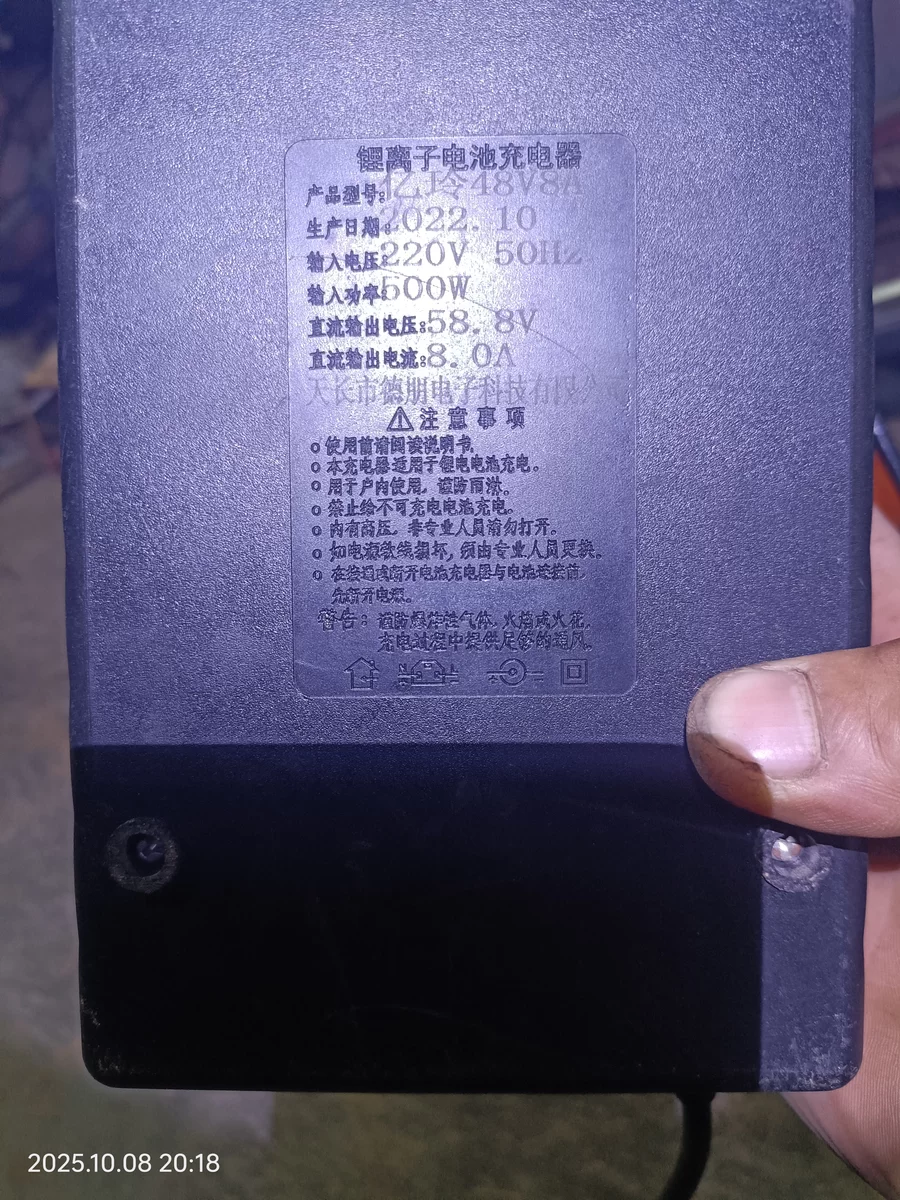 锂离子电池充电器
产品型号:亿玲48V8A
生产日期:2022.10
输入电压:220V 50Hz
输入功率:500W
直流输出电压:58.8V
直流输出电流:8.0A
天长市德朋电子科技有限公司
注意事项
使用前请阅读说明书.
本充电器适用于锂电电池充电。
用于户内使用,谨防雨淋。
禁止给不可充电电池充电。
内有高压,非专业人员请勿打开。
如电源软线损坏,须由专业人员更换。
在接通或断开电池充电器与电池连接前,
先断开电源。
警告:谨防爆炸性气体,火焰或火花,
充电过程中提供足够的通风。
2025.10.08 20:18